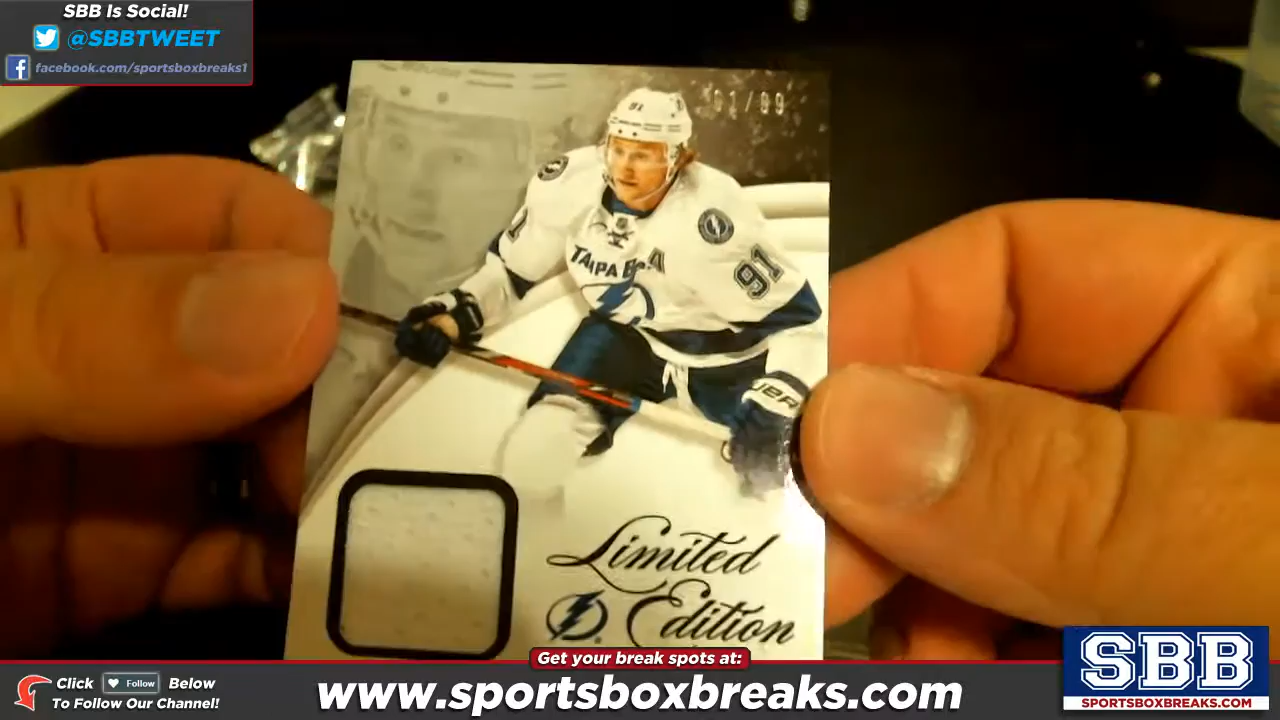 SBB Is Social!
@SBBTWEET
facebook.com/sportsboxbreaks1
91
/99
TAMPA BAY
91
Limited
Edition
Get your break spots at:
Click Follow Below
To Follow Our Channel!
www.sportsboxbreaks.com
SBB
SPORTSBOXBREAKS.COM